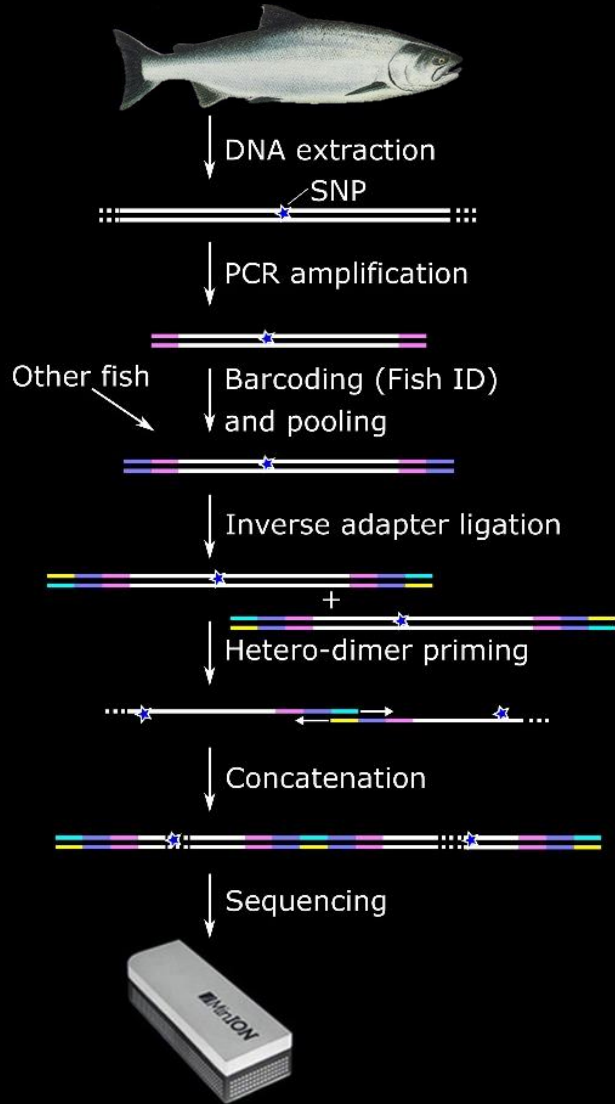 DNA extraction
SNP
PCR amplification
Other fish
Barcoding (Fish ID)
and pooling
Inverse adapter ligation
+
Hetero-dimer priming
Concatenation
Sequencing
MinION